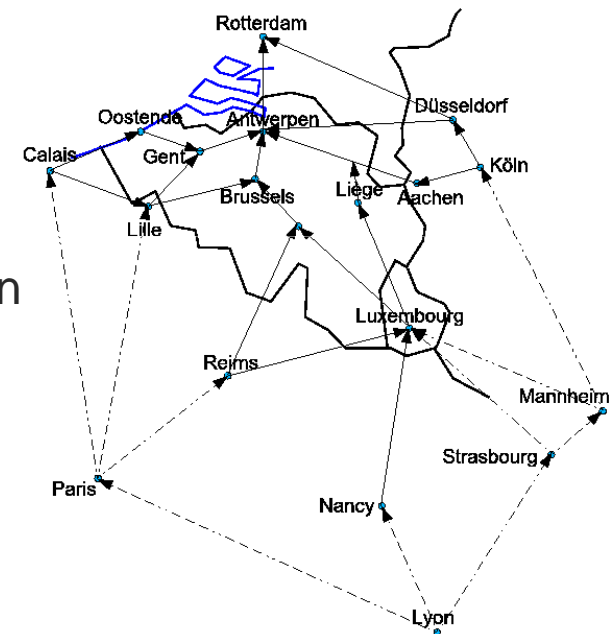 Rotterdam
Düsseldorf
Oostende
Antwerpen
Calais
Gent
Köln
Brussels
Liege
Aachen
Lille
n
Luxembourg
Reims
Mannheim
Strasbourg
Paris
Nancy
Lyon